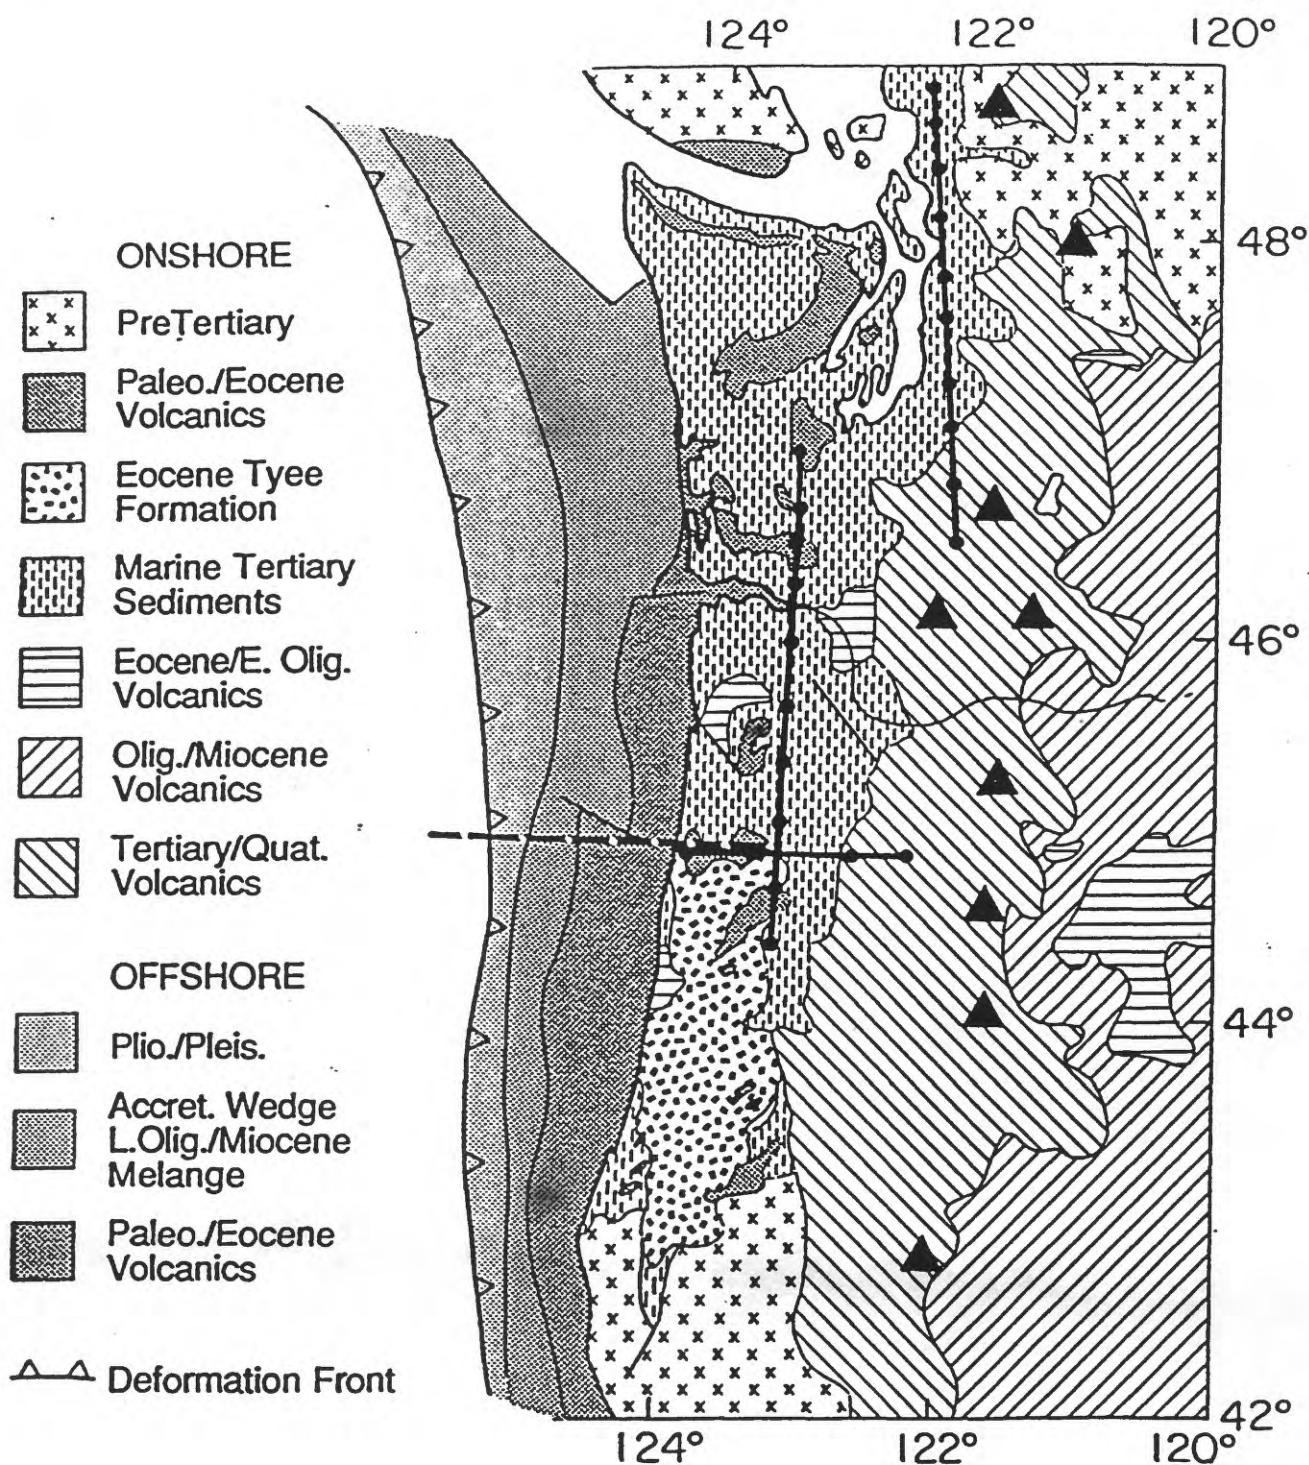 124° 122° 120°
48°
46°
44°
42°
124° 122° 120°
ONSHORE
PreTertiary
Paleo./Eocene
Volcanics
Eocene Tyee
Formation
Marine Tertiary
Sediments
Eocene/E. Olig.
Volcanics
Olig./Miocene
Volcanics
Tertiary/Quat.
Volcanics
OFFSHORE
Plio./Pleis.
Accret. Wedge
L.Olig./Miocene
Melange
Paleo./Eocene
Volcanics
Deformation Front